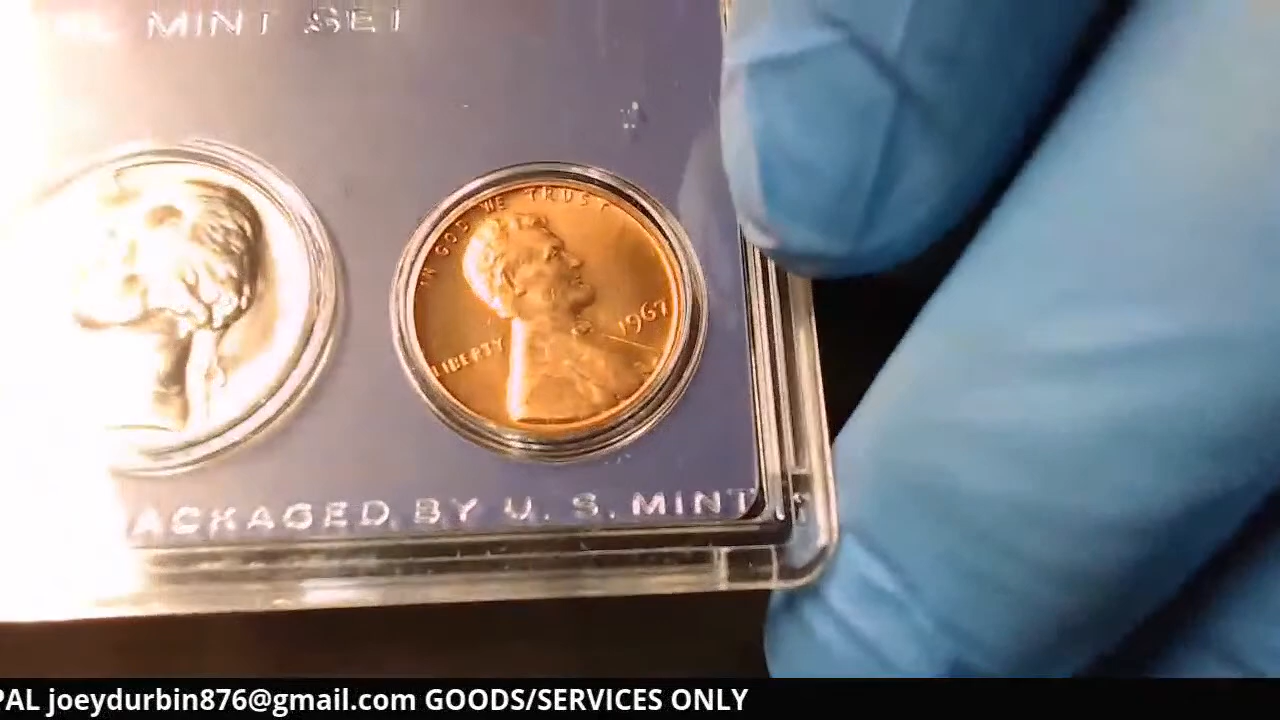 MINT SET
IN GOD WE TRUST
LIBERTY
1967
ACKAGED BY U. S. MINT
PAL joeydurbin876@gmail.com GOODS/SERVICES ONLY